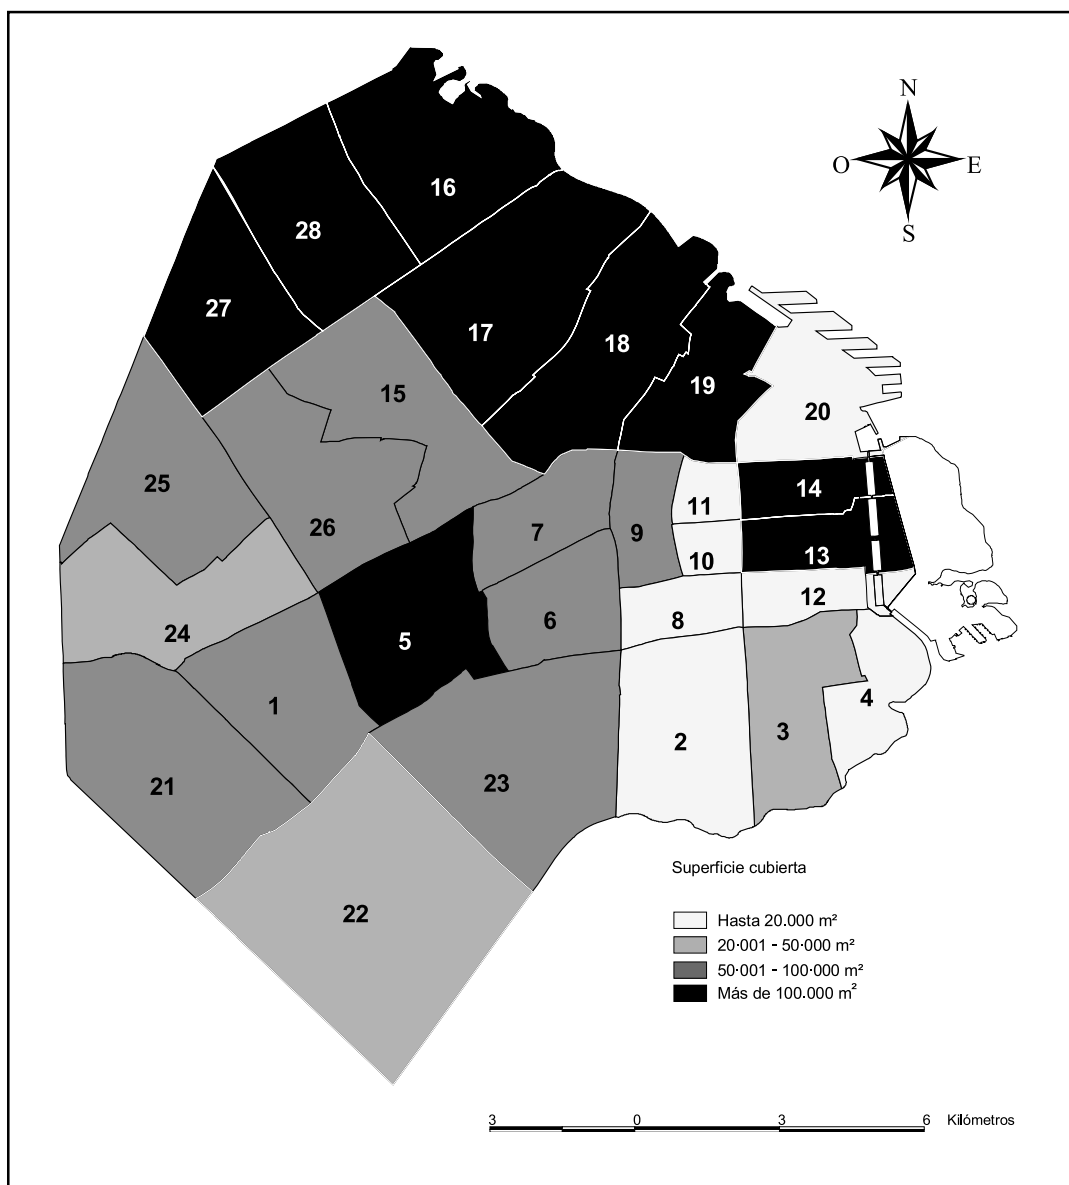 N
O
E
S
16
28
27
17
18
19
15
20
25
14
11
26
7
9
13
10
12
24
6
8
5
4
1
3
2
21
23
22
Superficie cubierta
Hasta 20.000 m²
20·001 - 50·000 m²
50·001 - 100·000 m²
Más de 100.000 m²
3 0 3 6 Kilómetros